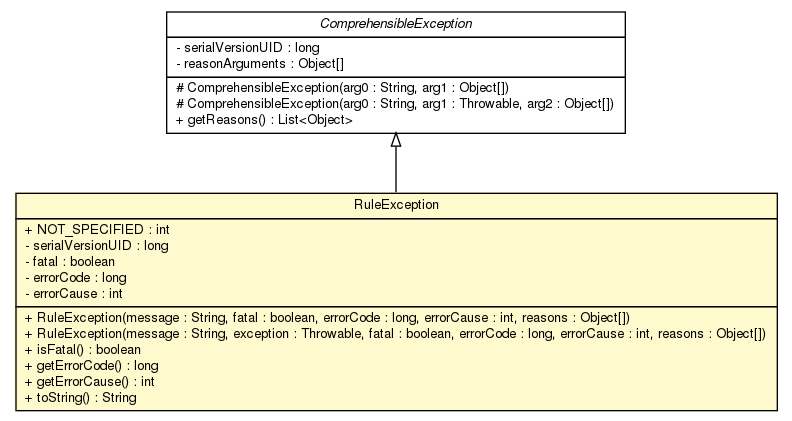 ComprehensibleException
- serialVersionUID : long
- reasonArguments : Object[]
# ComprehensibleException(arg0 : String, arg1 : Object[])
# ComprehensibleException(arg0 : String, arg1 : Throwable, arg2 : Object[])
+ getReasons() : List<Object>
RuleException
+ NOT_SPECIFIED : int
- serialVersionUID : long
- fatal : boolean
- errorCode : long
- errorCause : int
+ RuleException(message : String, fatal : boolean, errorCode : long, errorCause : int, reasons : Object[])
+ RuleException(message : String, exception : Throwable, fatal : boolean, errorCode : long, errorCause : int, reasons : Object[])
+ isFatal() : boolean
+ getErrorCode() : long
+ getErrorCause() : int
+ toString() : String